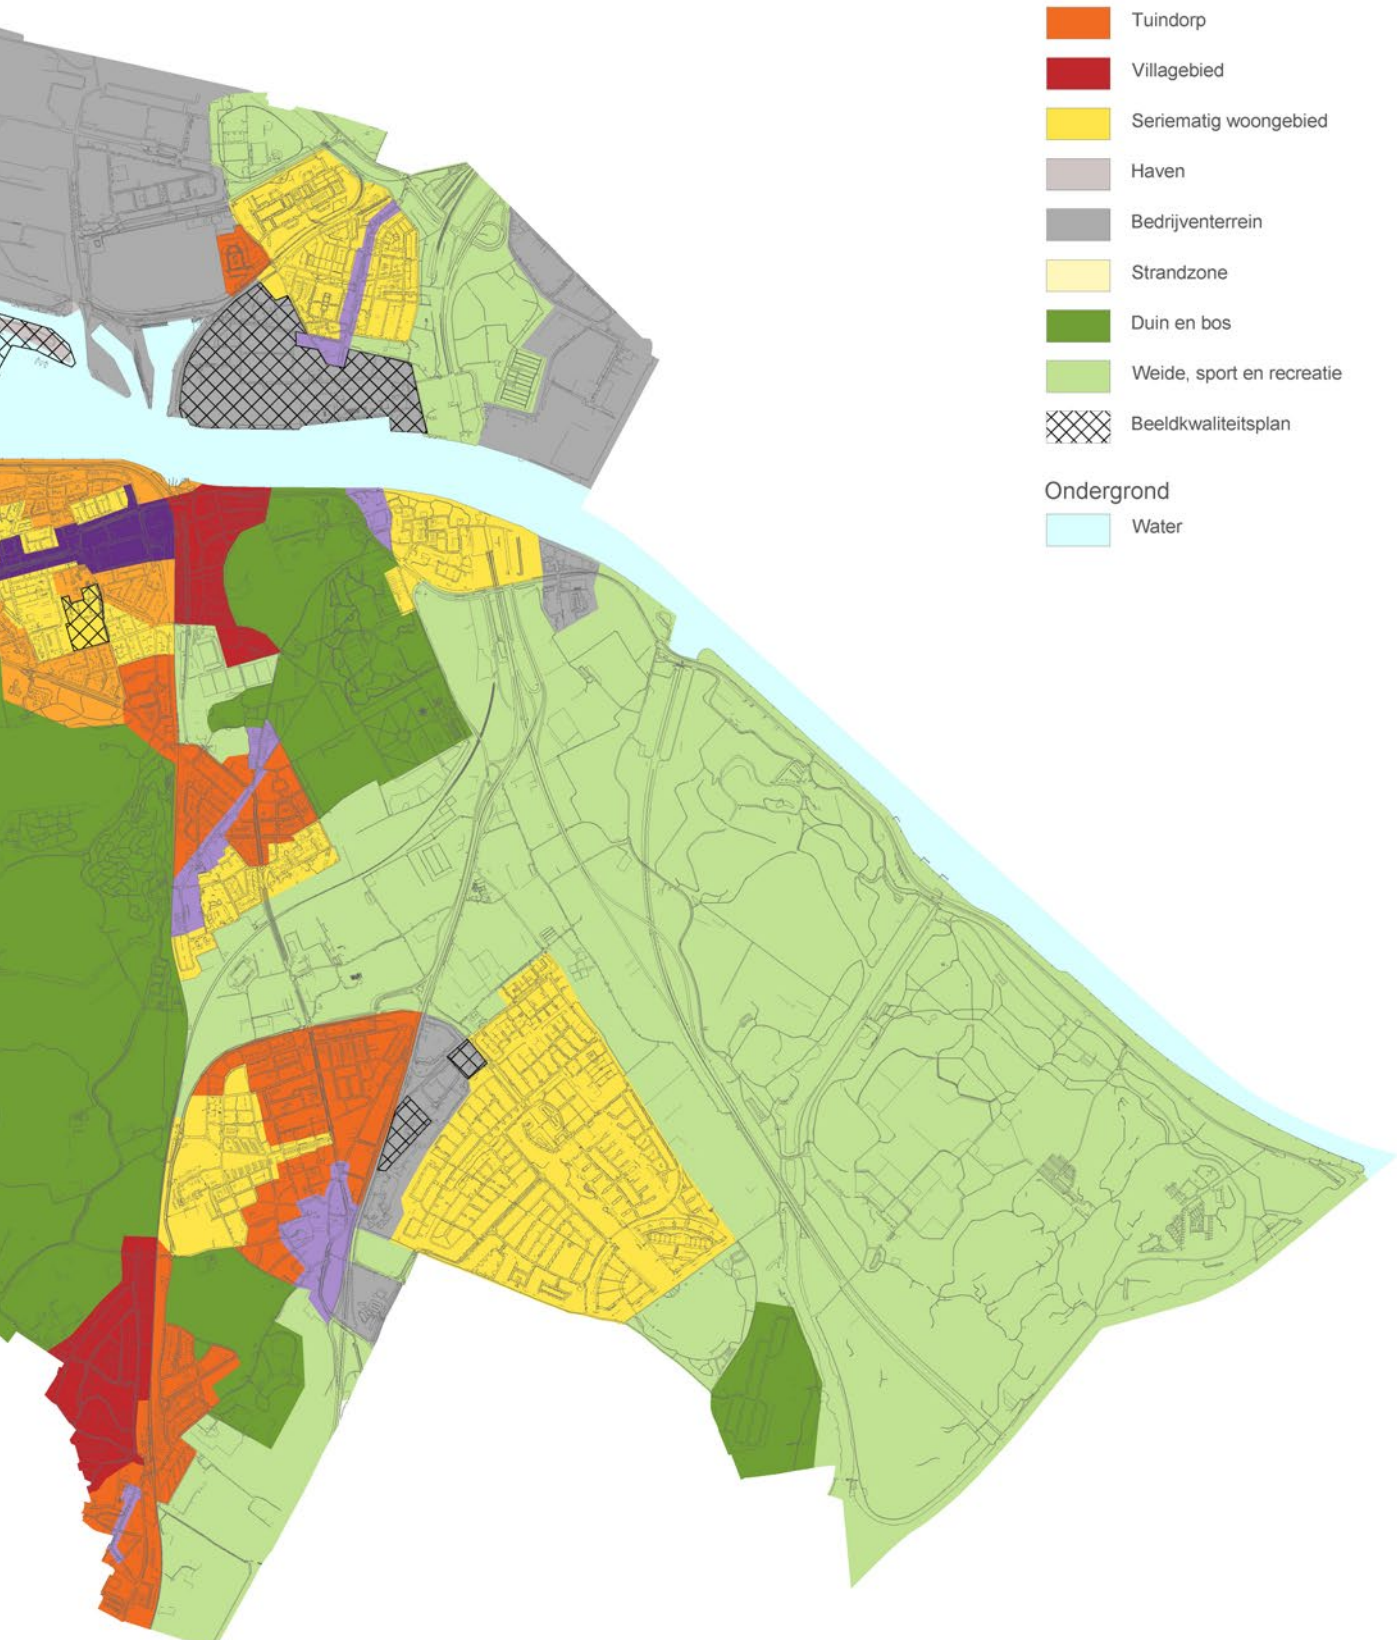 Tuindorp
Villagebied
Seriematig woongebied
Haven
Bedrijventerrein
Strandzone
Duin en bos
Weide, sport en recreatie
Beeldkwaliteitsplan
Ondergrond
Water